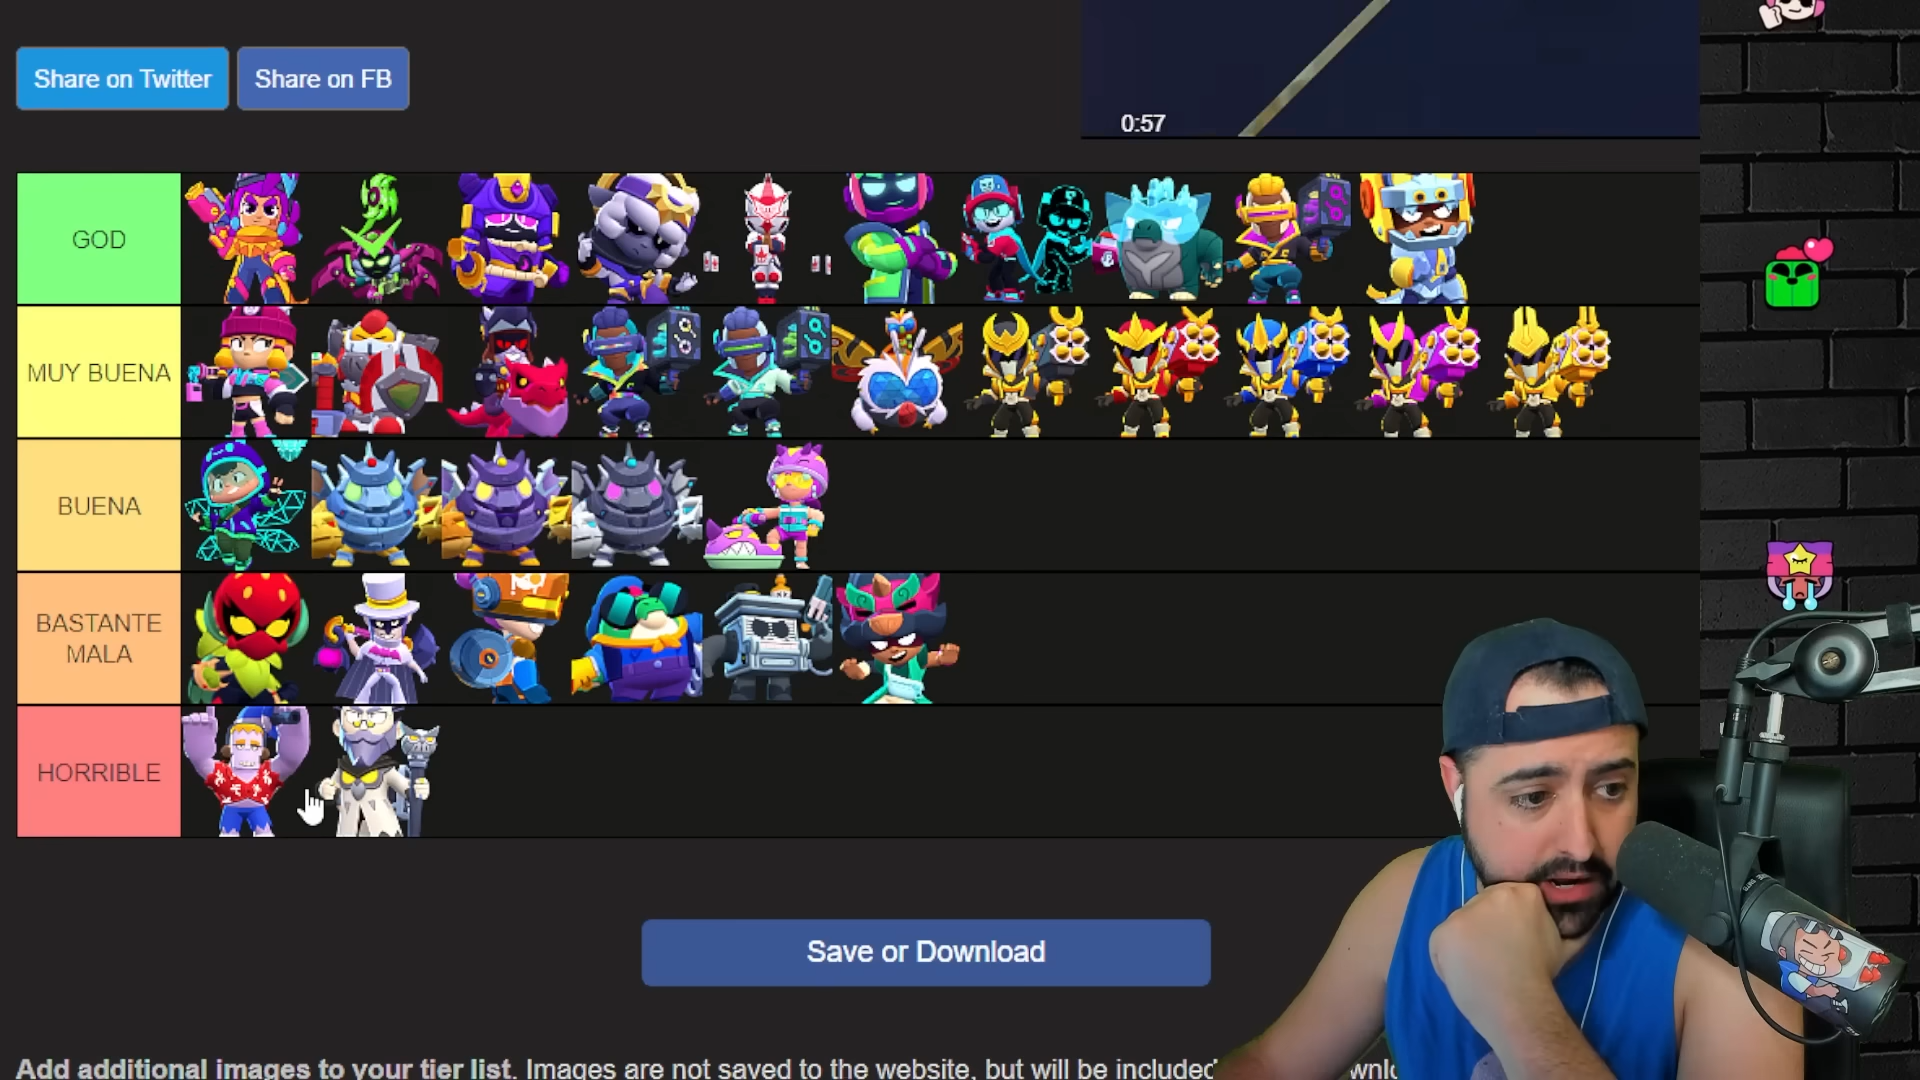 Share on Twitter
Share on FB
0:57
GOD
MUY BUENA
BUENA
BASTANTE
MALA
HORRIBLE
Save or Download
Add additional images to your tier list. Images are not saved to the website, but will be included